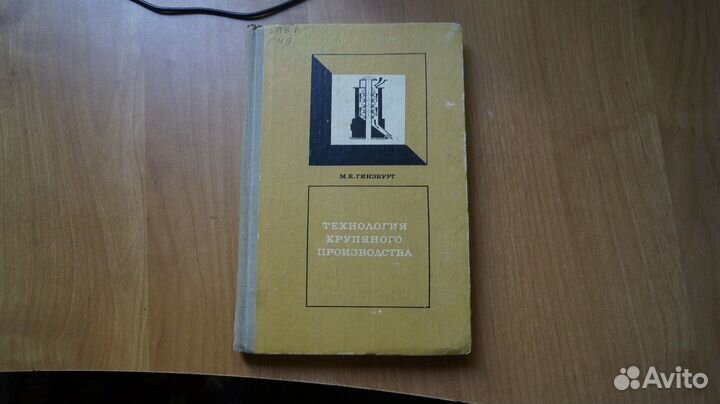 М.Е. ГИНЗБУРГ
ТЕХНОЛОГИЯ
КРУПЯНОГО
ПРОИЗВОДСТВА
Avito